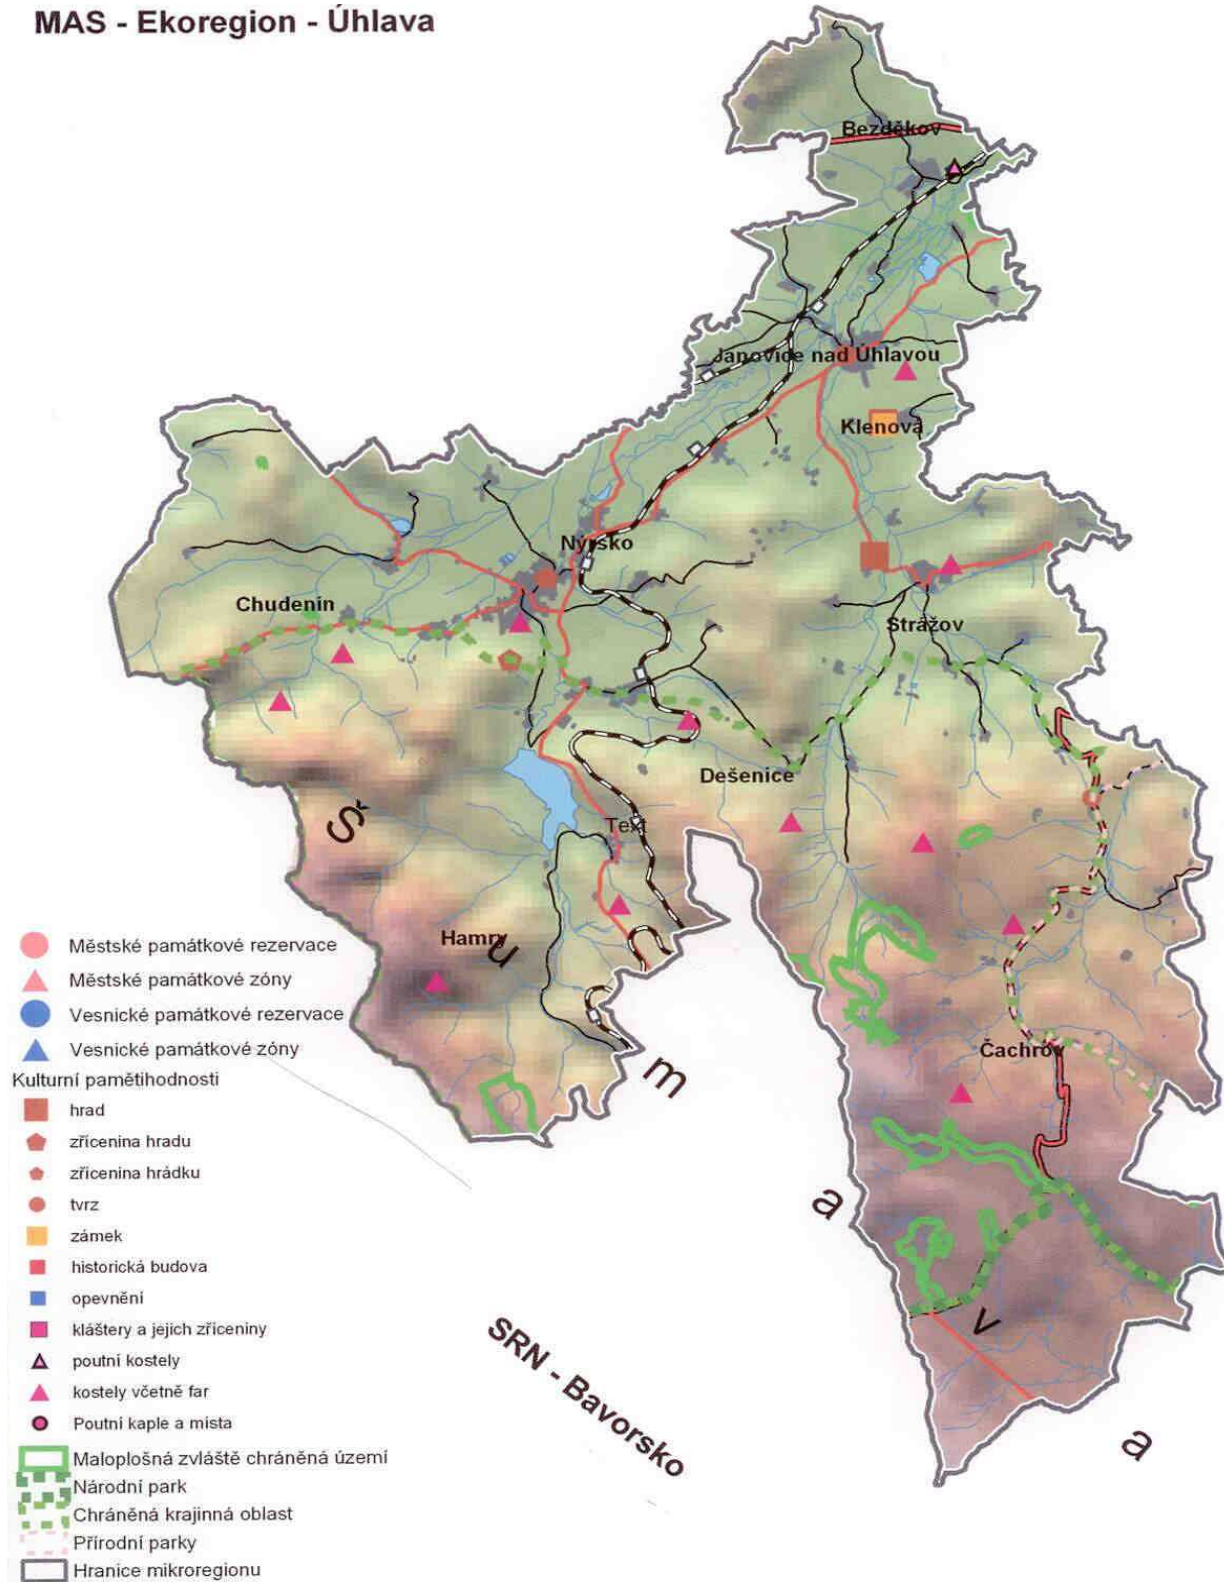 MAS - Ekoregion - Úhlava
Bezděkov
Janovice nad Úhlavou
Klenová
Nýrsko
Chudenín
Strážov
Dešenice
Text
Hamry
Čachrov
Š
u
m
a
v
a
SRN - Bavorsko
Městské památkové rezervace
Městské památkové zóny
Vesnické památkové rezervace
Vesnické památkové zóny
Kulturní pamětihodnosti
hrad
zřícenina hradu
zřícenina hrádku
tvrz
zámek
historická budova
opevnění
kláštery a jejich zříceniny
poutní kostely
kostely včetně far
Poutní kaple a místa
Maloplošná zvláště chráněná území
Národní park
Chráněná krajinná oblast
Přírodní parky
Hranice mikroregionu